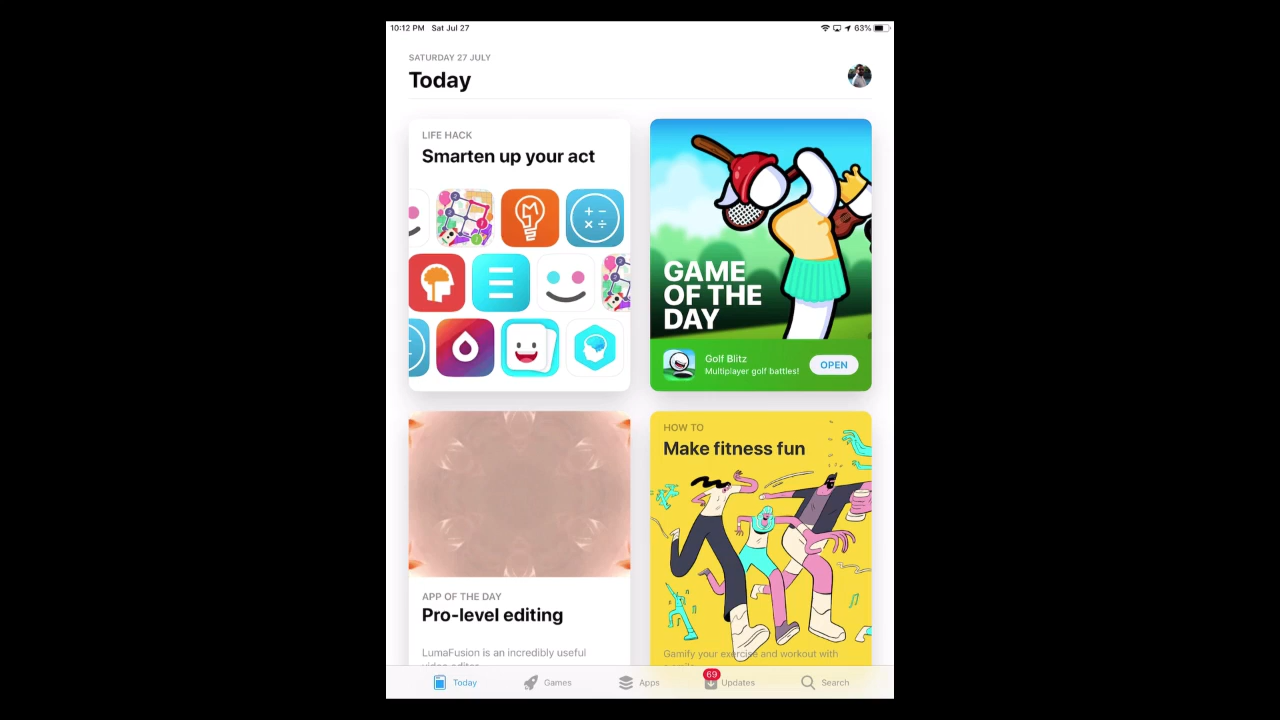 10:12 PM Sat Jul 27
63%
SATURDAY 27 JULY
Today
LIFE HACK
Smarten up your act
GAME
OF THE
DAY
Golf Blitz
Multiplayer golf battles!
OPEN
APP OF THE DAY
Pro-level editing
LumaFusion is an incredibly useful
HOW TO
Make fitness fun
Gamify your exercise and workout with
Today
Games
Apps
69
Updates
Search